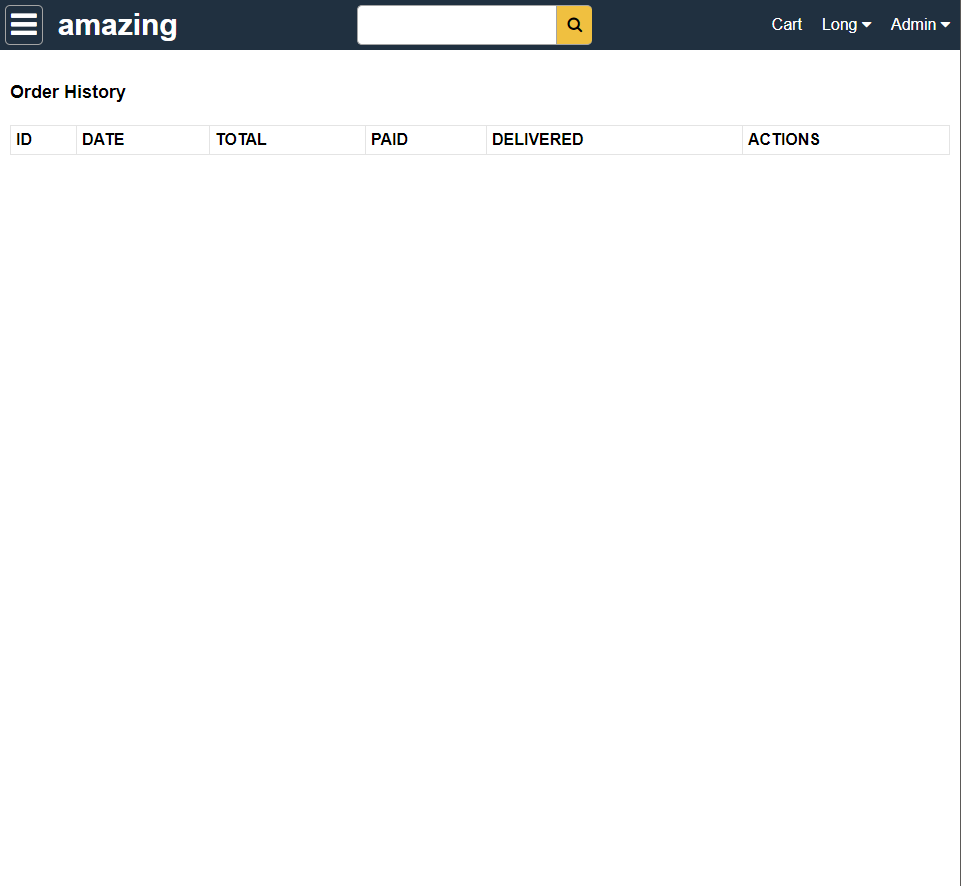 amazing Cart Long Admin
Order History
ID DATE TOTAL PAID DELIVERED ACTIONS